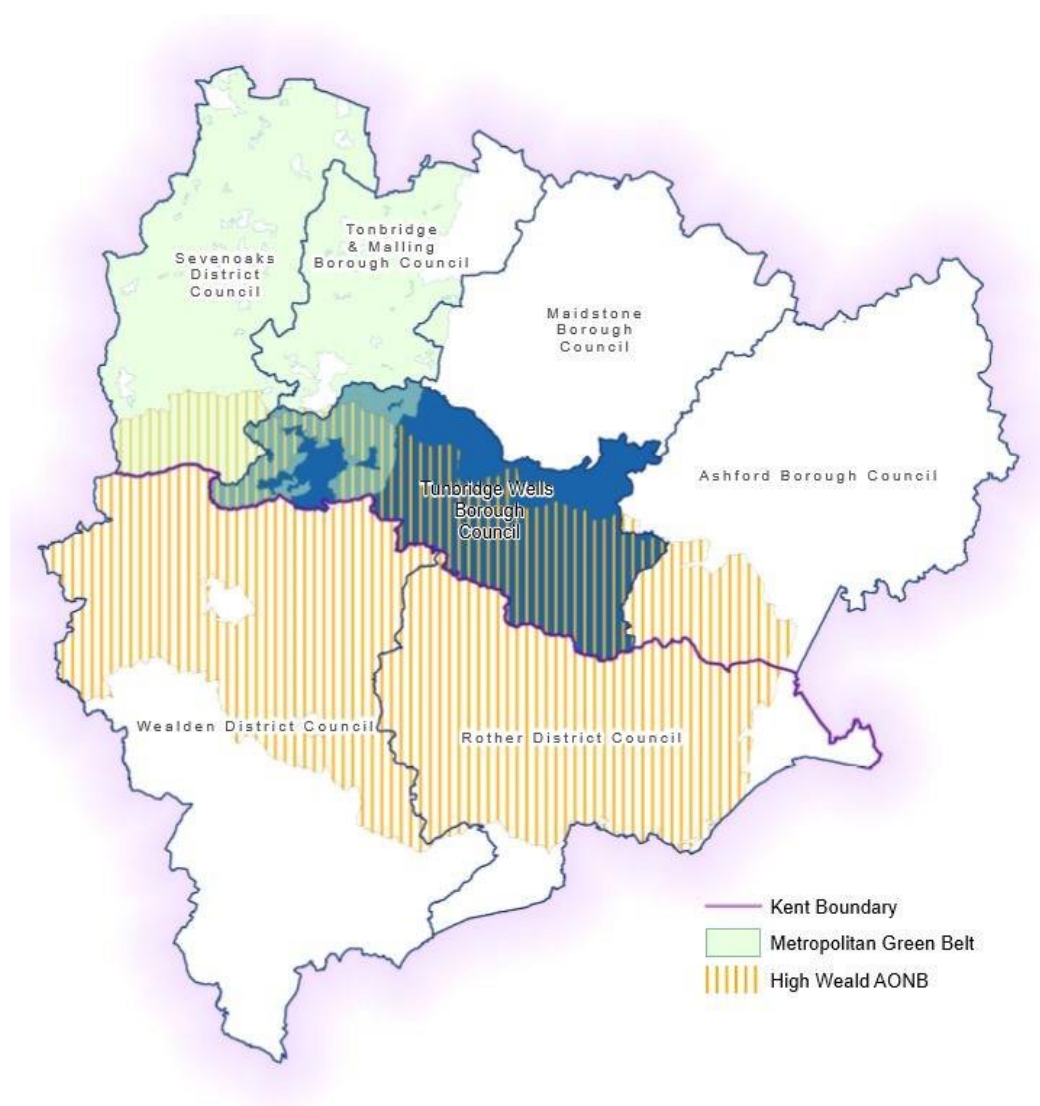 Tonbridge
& Malling
Borough Council
Sevenoaks
District
Council
Maidstone
Borough
Council
Ashford Borough Council
Tunbridge Wells
Borough
Council
Wealden District Council
Rother District Council
Kent Boundary
Metropolitan Green Belt
High Weald AONB